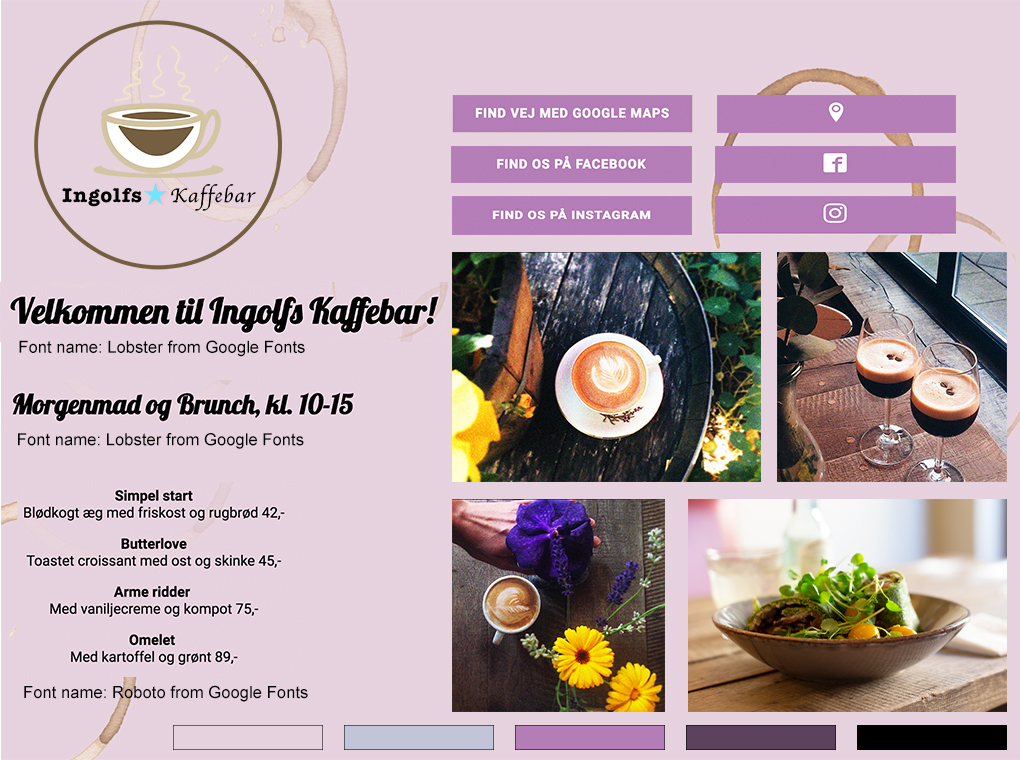 Ingolfs Kaffebar
FIND VEJ MED GOOGLE MAPS
FIND OS PÅ FACEBOOK
FIND OS PÅ INSTAGRAM
Velkommen til Ingolfs Kaffebar!
Font name: Lobster from Google Fonts
Morgenmad og Brunch, kl. 10-15
Font name: Lobster from Google Fonts
Simpel start
Blødkogt æg med friskost og rugbrød 42,-
Butterlove
Toastet croissant med ost og skinke 45,-
Arme ridder
Med vaniljecreme og kompot 75,-
Omelet
Med kartoffel og grønt 89,-
Font name: Roboto from Google Fonts